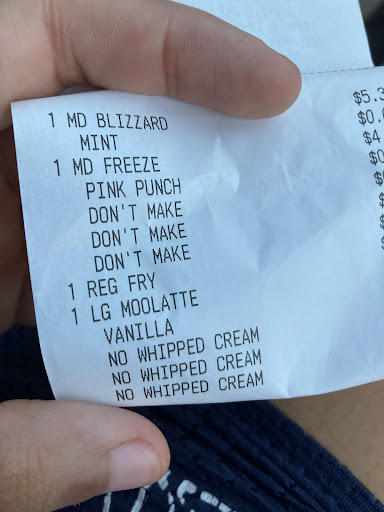 1 MD BLIZZARD
MINT
1 MD FREEZE
PINK PUNCH
DON'T MAKE
DON'T MAKE
DON'T MAKE
1 REG FRY
1 LG MOOLATTE
VANILLA
NO WHIPPED CREAM
NO WHIPPED CREAM
NO WHIPPED CREAM